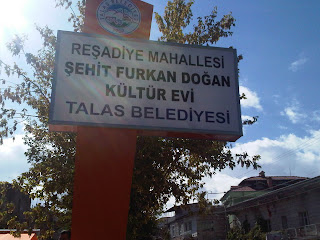 REŞADİYE MAHALLESİ
ŞEHİT FURKAN DOĞAN
KÜLTÜR EVİ
TALAS BELEDİYESİ